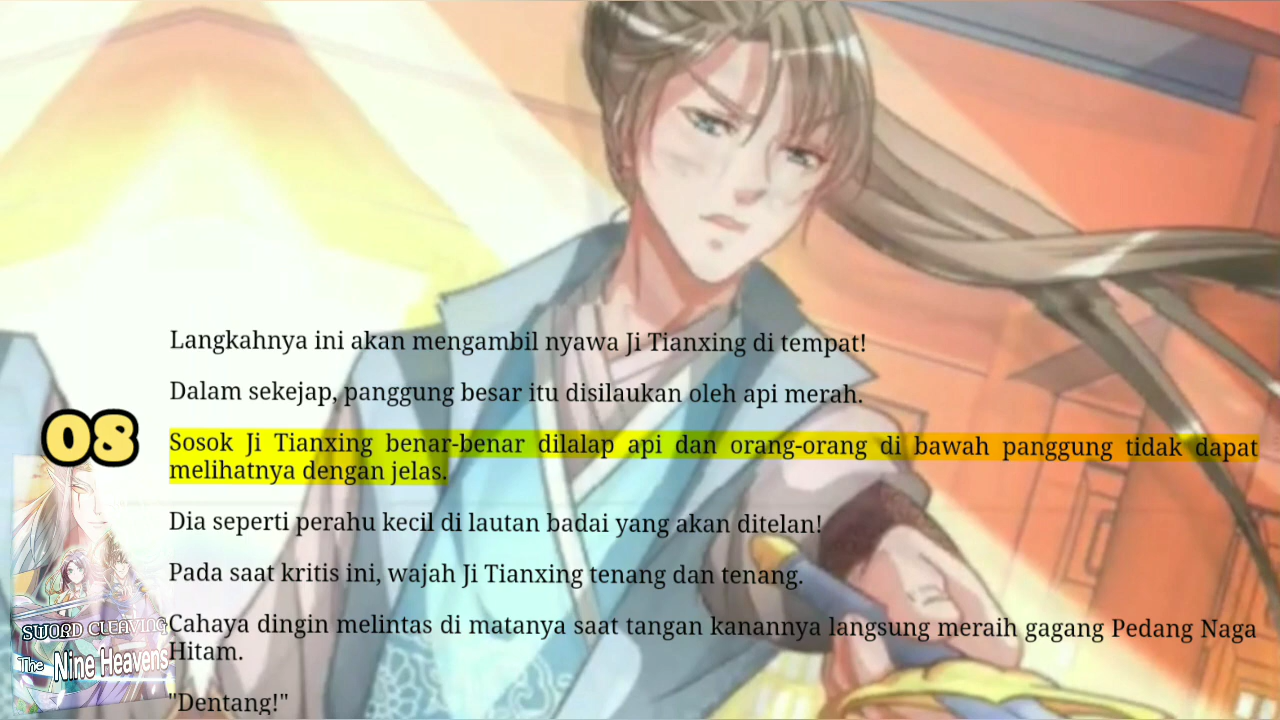 Langkahnya ini akan mengambil nyawa Ji Tianxing di tempat!
Dalam sekejap, panggung besar itu disilaukan oleh api merah.
08
Sosok Ji Tianxing benar-benar dilalap api dan orang-orang di bawah panggung tidak dapat
melihatnya dengan jelas.
Dia seperti perahu kecil di lautan badai yang akan ditelan!
Pada saat kritis ini, wajah Ji Tianxing tenang dan tenang.
Cahaya dingin melintas di matanya saat tangan kanannya langsung meraih gagang Pedang Naga
Hitam.
"Dentang!"
SWORD CLEAVING
The Nine Heavens